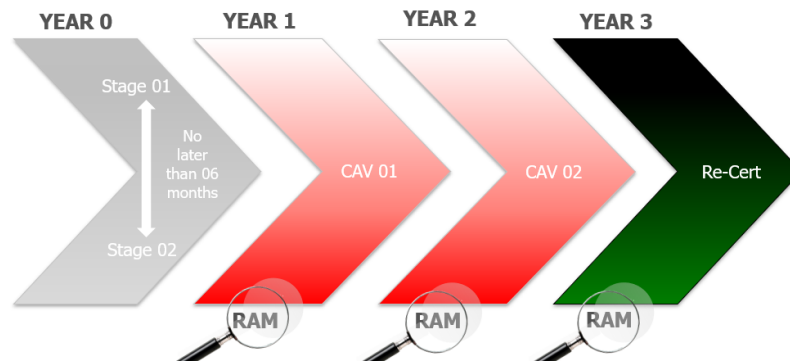 YEAR 0
YEAR 1
YEAR 2
YEAR 3
Stage 01
No
later
than 06
months
Stage 02
CAV 01
CAV 02
Re-Cert
RAM
RAM
RAM